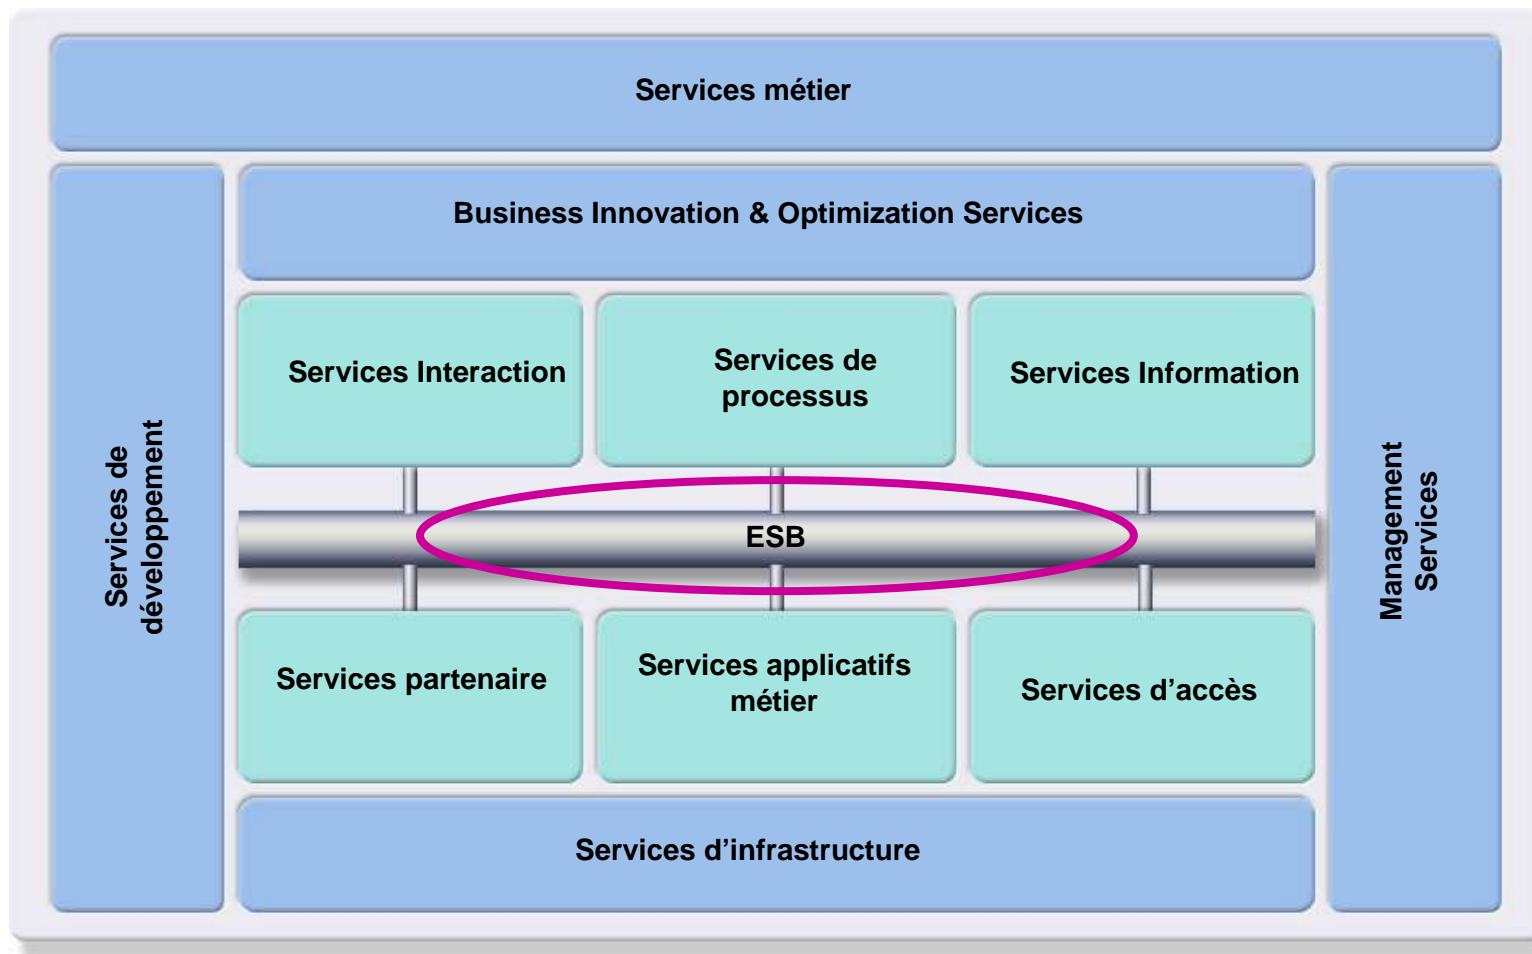 Services métier
Business Innovation & Optimization Services
Services Interaction
Services de
processus
Services Information
Services de
développement
ESB
Management
Services
Services partenaire
Services applicatifs
métier
Services d’accès
Services d’infrastructure